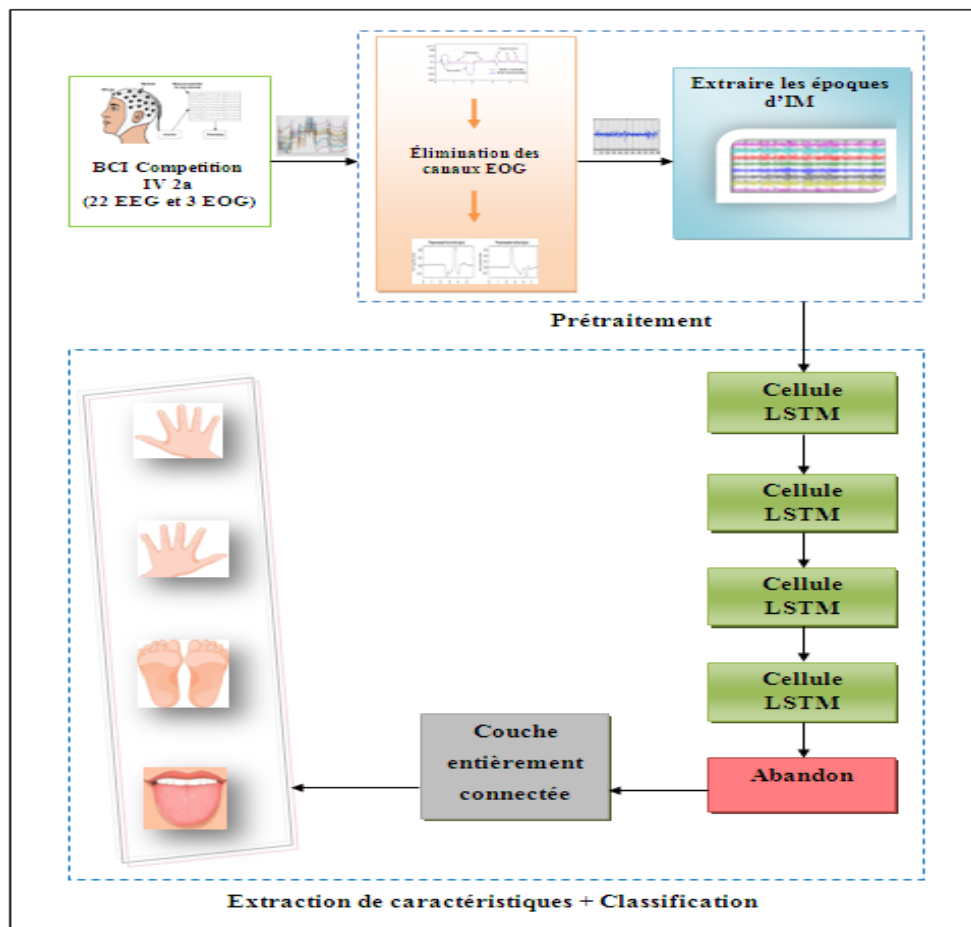 BCI Competition
IV 2a
(22 EEG et 3 EOG)
Élimination des
canaux EOG
Extraire les époques
d'IM
Prétraitement
Cellule
LSTM
Cellule
LSTM
Cellule
LSTM
Cellule
LSTM
Abandon
Couche
entièrement
connectée
Extraction de caractéristiques + Classification